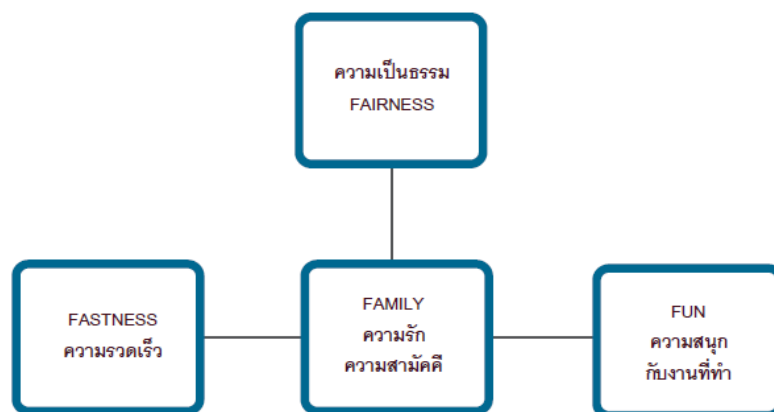 ความเป็นธรรม
FAIRNESS
FASTNESS
ความรวดเร็ว
FAMILY
ความรัก
ความสามัคคี
FUN
ความสนุก
กับงานที่ทำ